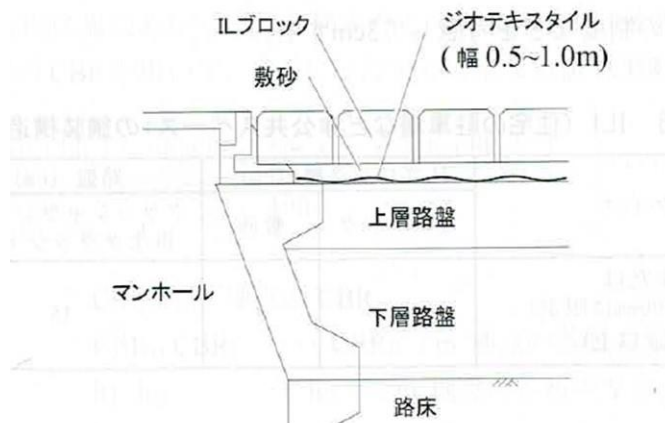 ILブロック
ジオテキスタイル
(幅 0.5~1.0m)
敷砂
上層路盤
マンホール
下層路盤
路床